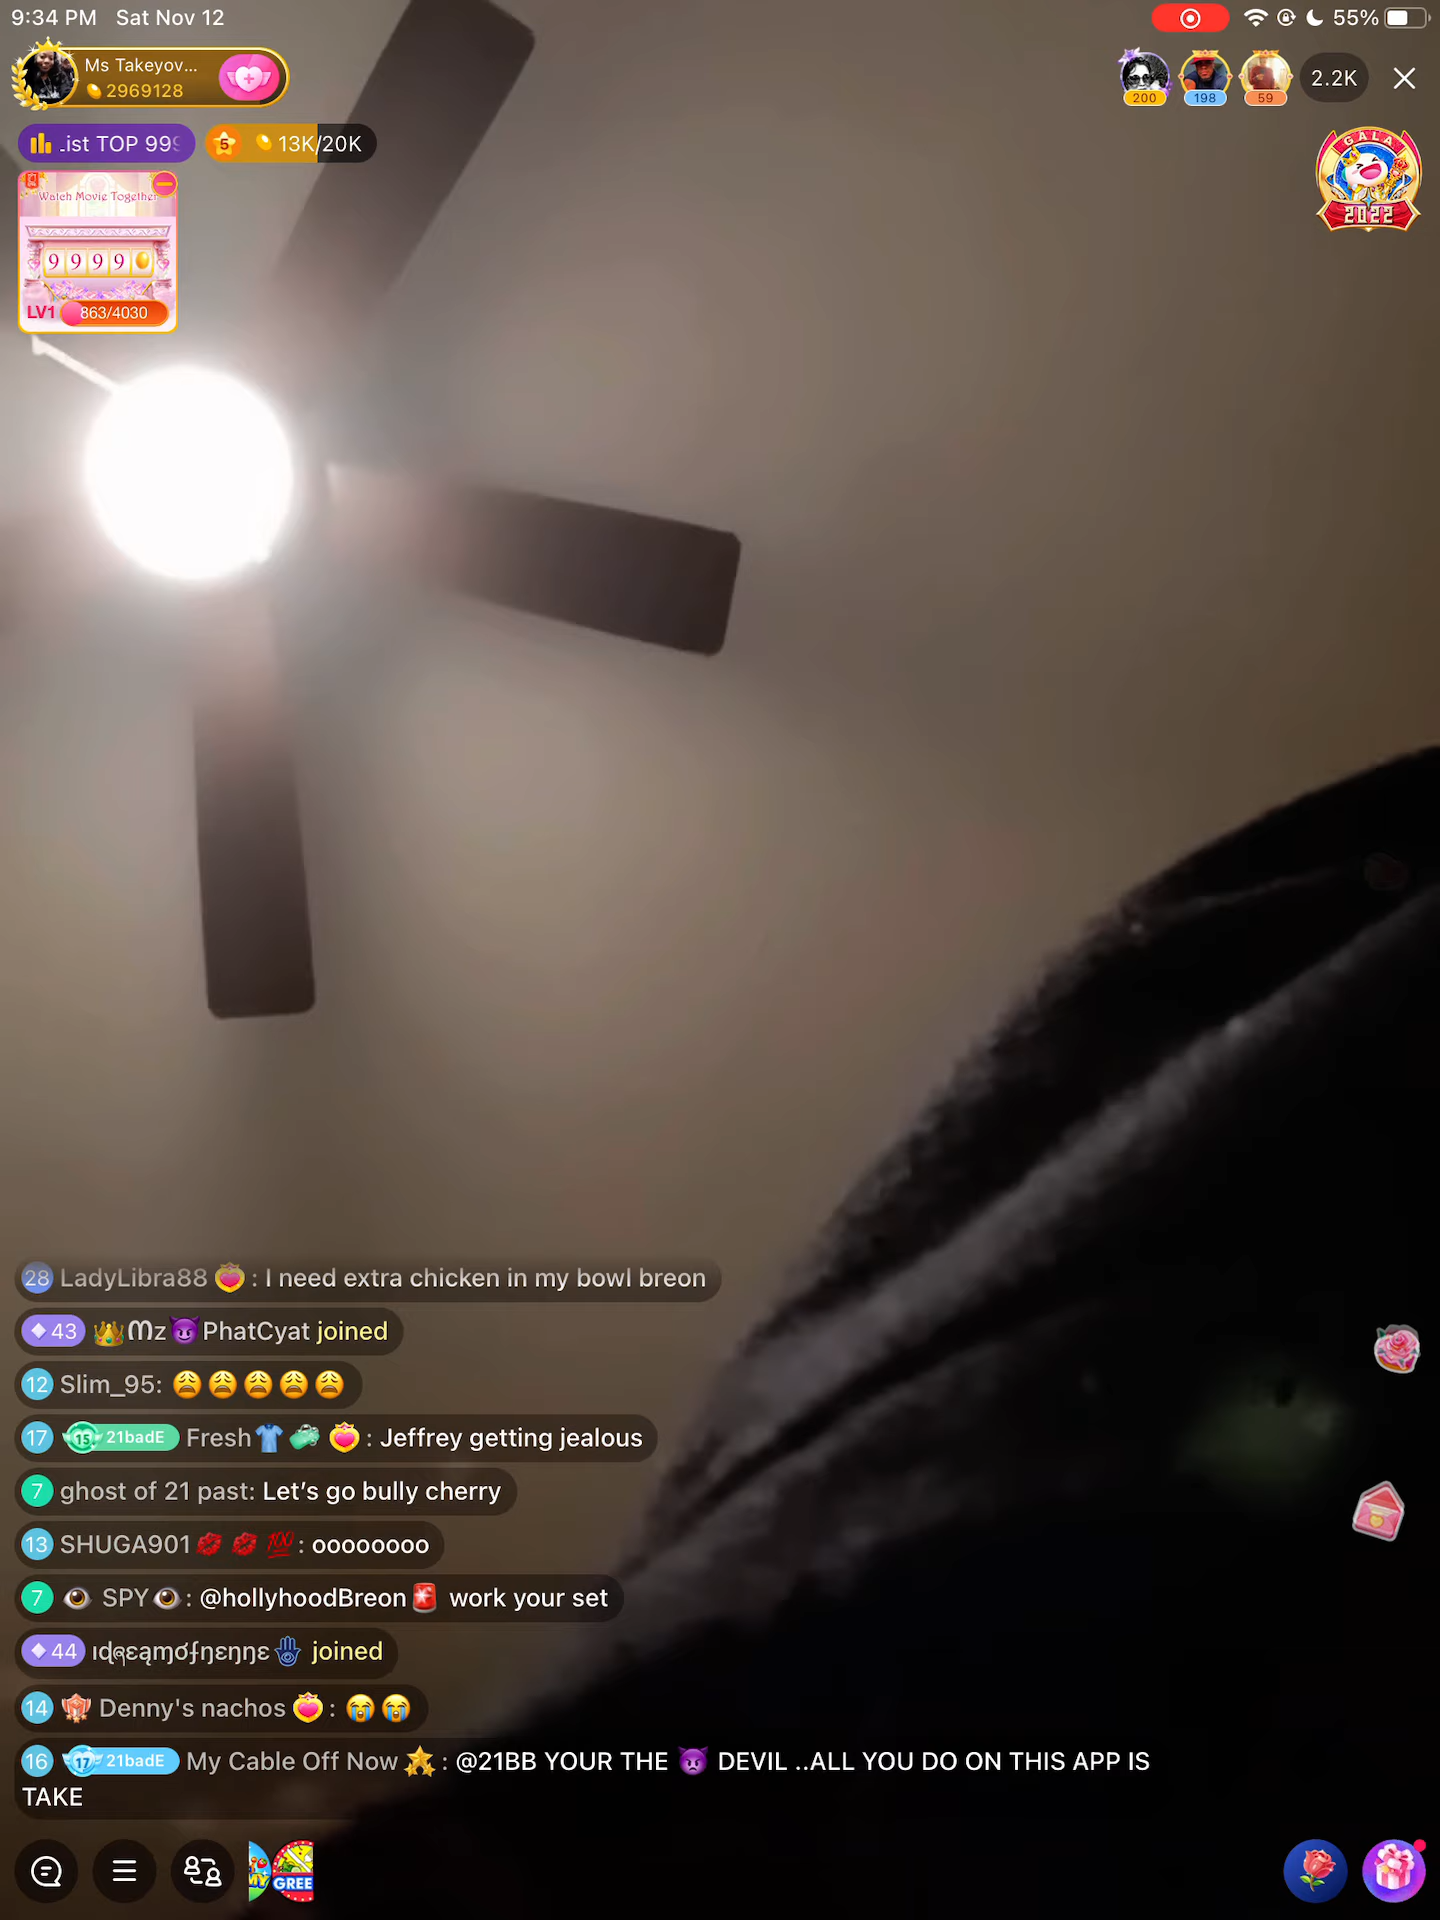 9:34 PM Sat Nov 12
55%
Ms Takeyov...
2969128
200
198
59
2.2K
List TOP 999
5
13K/20K
GALA
2022
Watch Movie Together
9 9 9 9
LV1 863/4030
28 LadyLibra88 : I need extra chicken in my bowl breon
43 👑ᗰz😈PhatCyat joined
12 Slim_95: 😩😩😩😩😩
17 15 21badE Fresh👕 : Jeffrey getting jealous
7 ghost of 21 past: Let’s go bully cherry
13 SHUGA901💋💋💯: oooooooo
7 👁 SPY👁: @hollyhoodBreon🚨 work your set
44 joined
14 Denny's nachos : 😭😭
16 17 21badE My Cable Off Now : @21BB YOUR THE 👿 DEVIL ..ALL YOU DO ON THIS APP IS
TAKE
MY
GREE